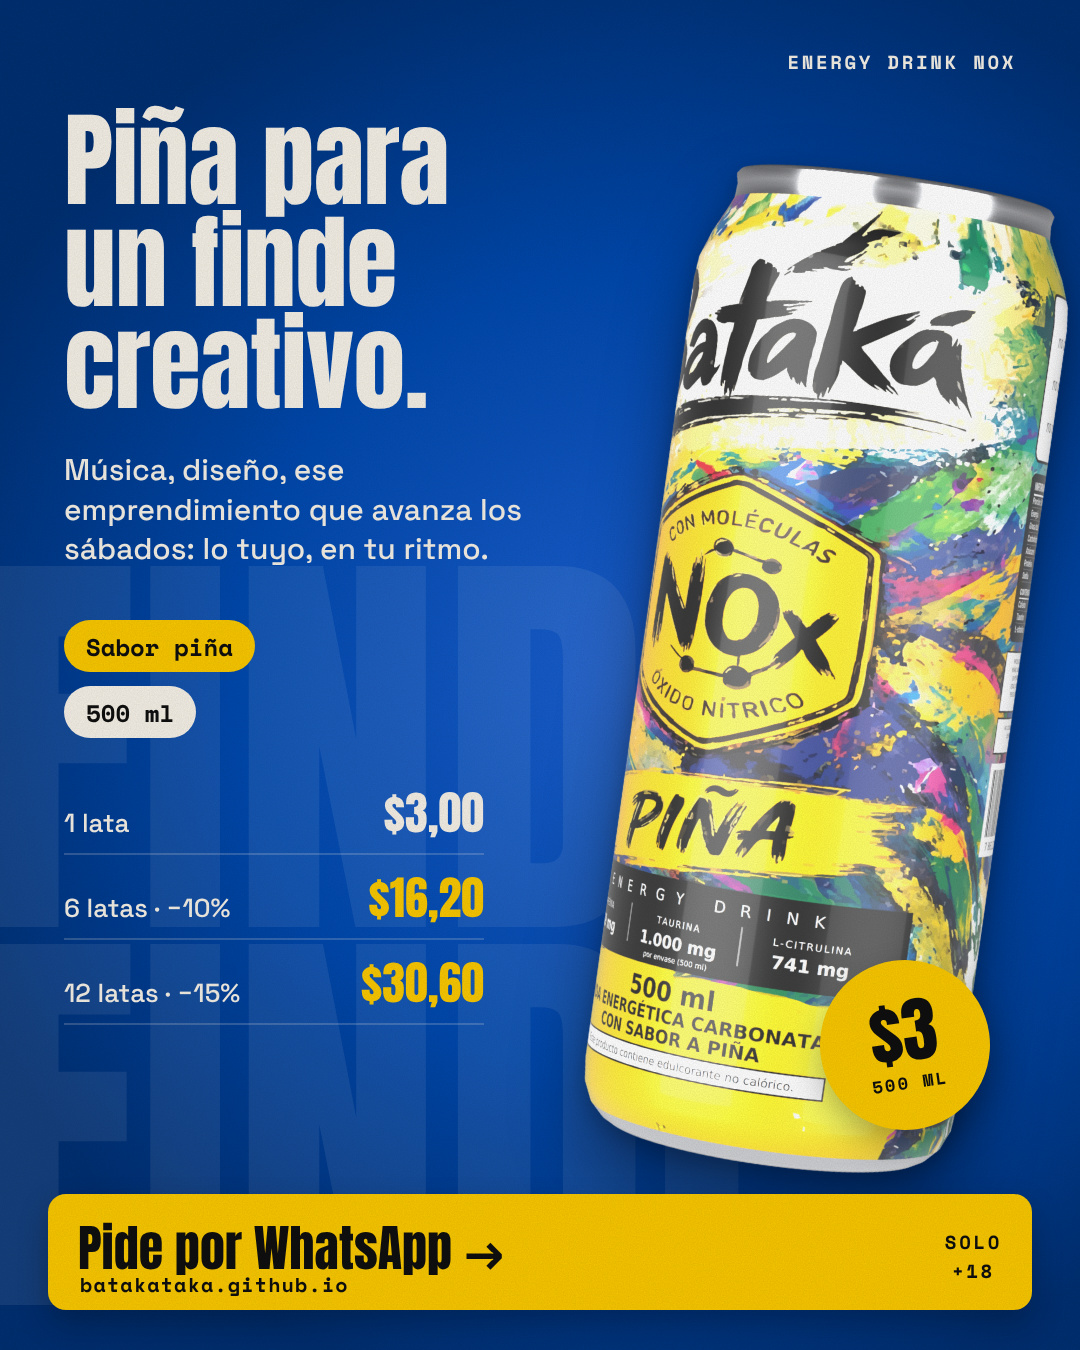 ENERGY DRINK NOX
Piña para
un finde
creativo.
Música, diseño, ese
emprendimiento que avanza los
sábados: lo tuyo, en tu ritmo.
Sabor piña
500 ml
1 lata $3,00
6 latas · −10% $16,20
12 latas · −15% $30,60
FIND
FIND
ataká
CON MOLÉCULAS
NOx
ÓXIDO NÍTRICO
PIÑA
ENERGY DRINK
TAURINA
1.000 mg
por envase (500 ml)
L-CITRULINA
741 mg
mg
500 ml
ENERGÉTICA CARBONATA
CON SABOR A PIÑA
producto contiene edulcorante no calórico.
$3
500 ML
Pide por WhatsApp →
batakataka.github.io
SOLO
+18